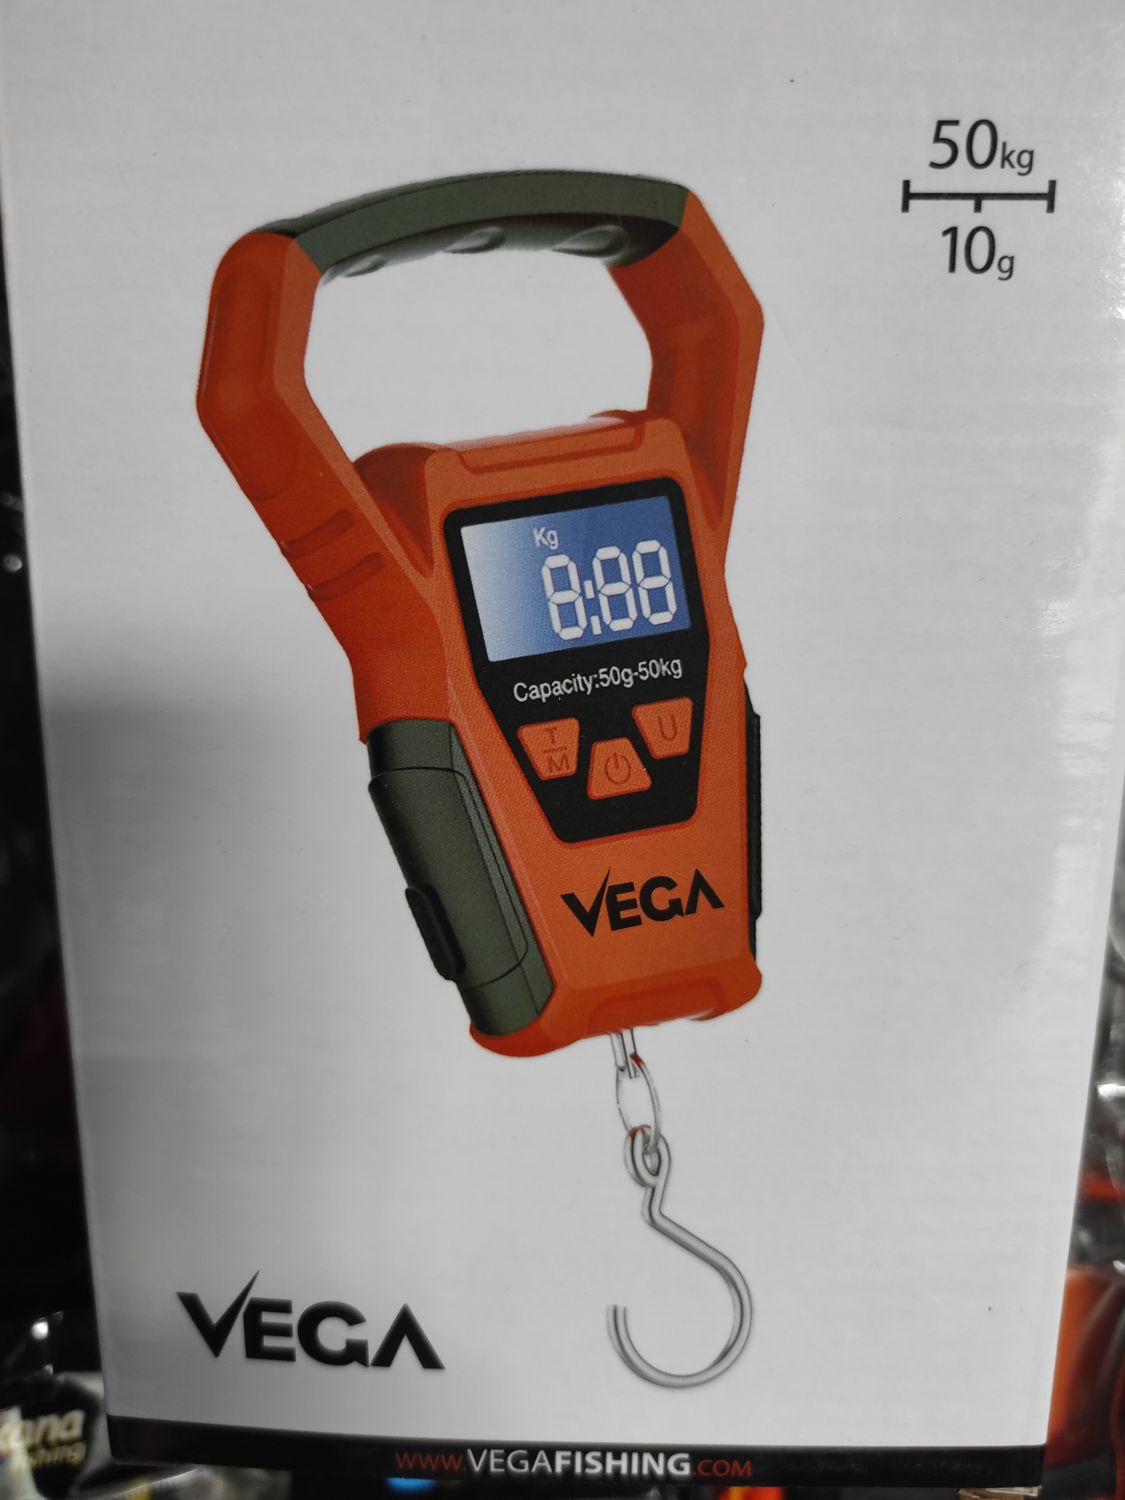 50kg
10g
Kg
8:88
Capacity:50g-50kg
T
M
U
VEGA
VEGA
WWW.VEGAFISHING.COM